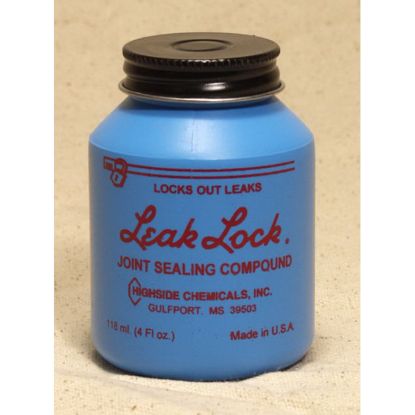 LOCKS OUT LEAKS
Leak Lock®
JOINT SEALING COMPOUND
HIGHSIDE CHEMICALS, INC.
GULFPORT, MS 39503
118 ml. (4 Fl oz.) Made in U.S.A.